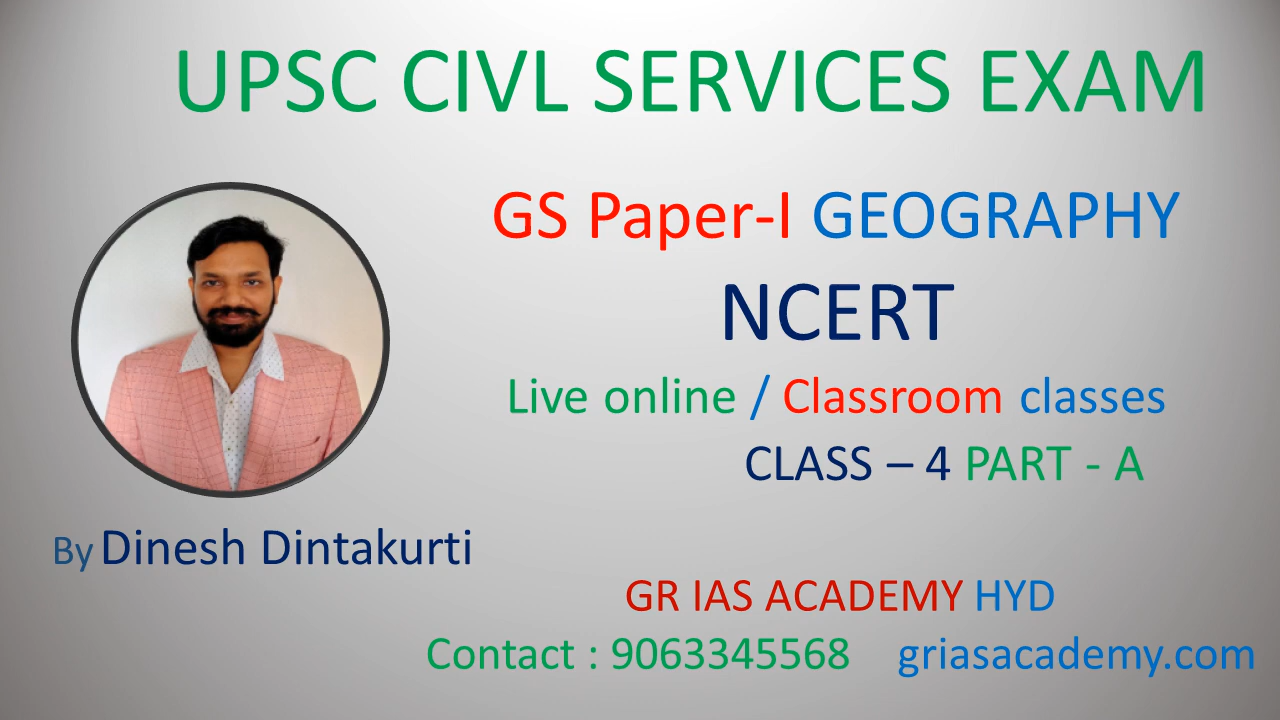 UPSC CIVL SERVICES EXAM
GS Paper-I GEOGRAPHY
NCERT
Live online / Classroom classes
CLASS – 4 PART - A
By Dinesh Dintakurti
GR IAS ACADEMY HYD
Contact : 9063345568 griasacademy.com